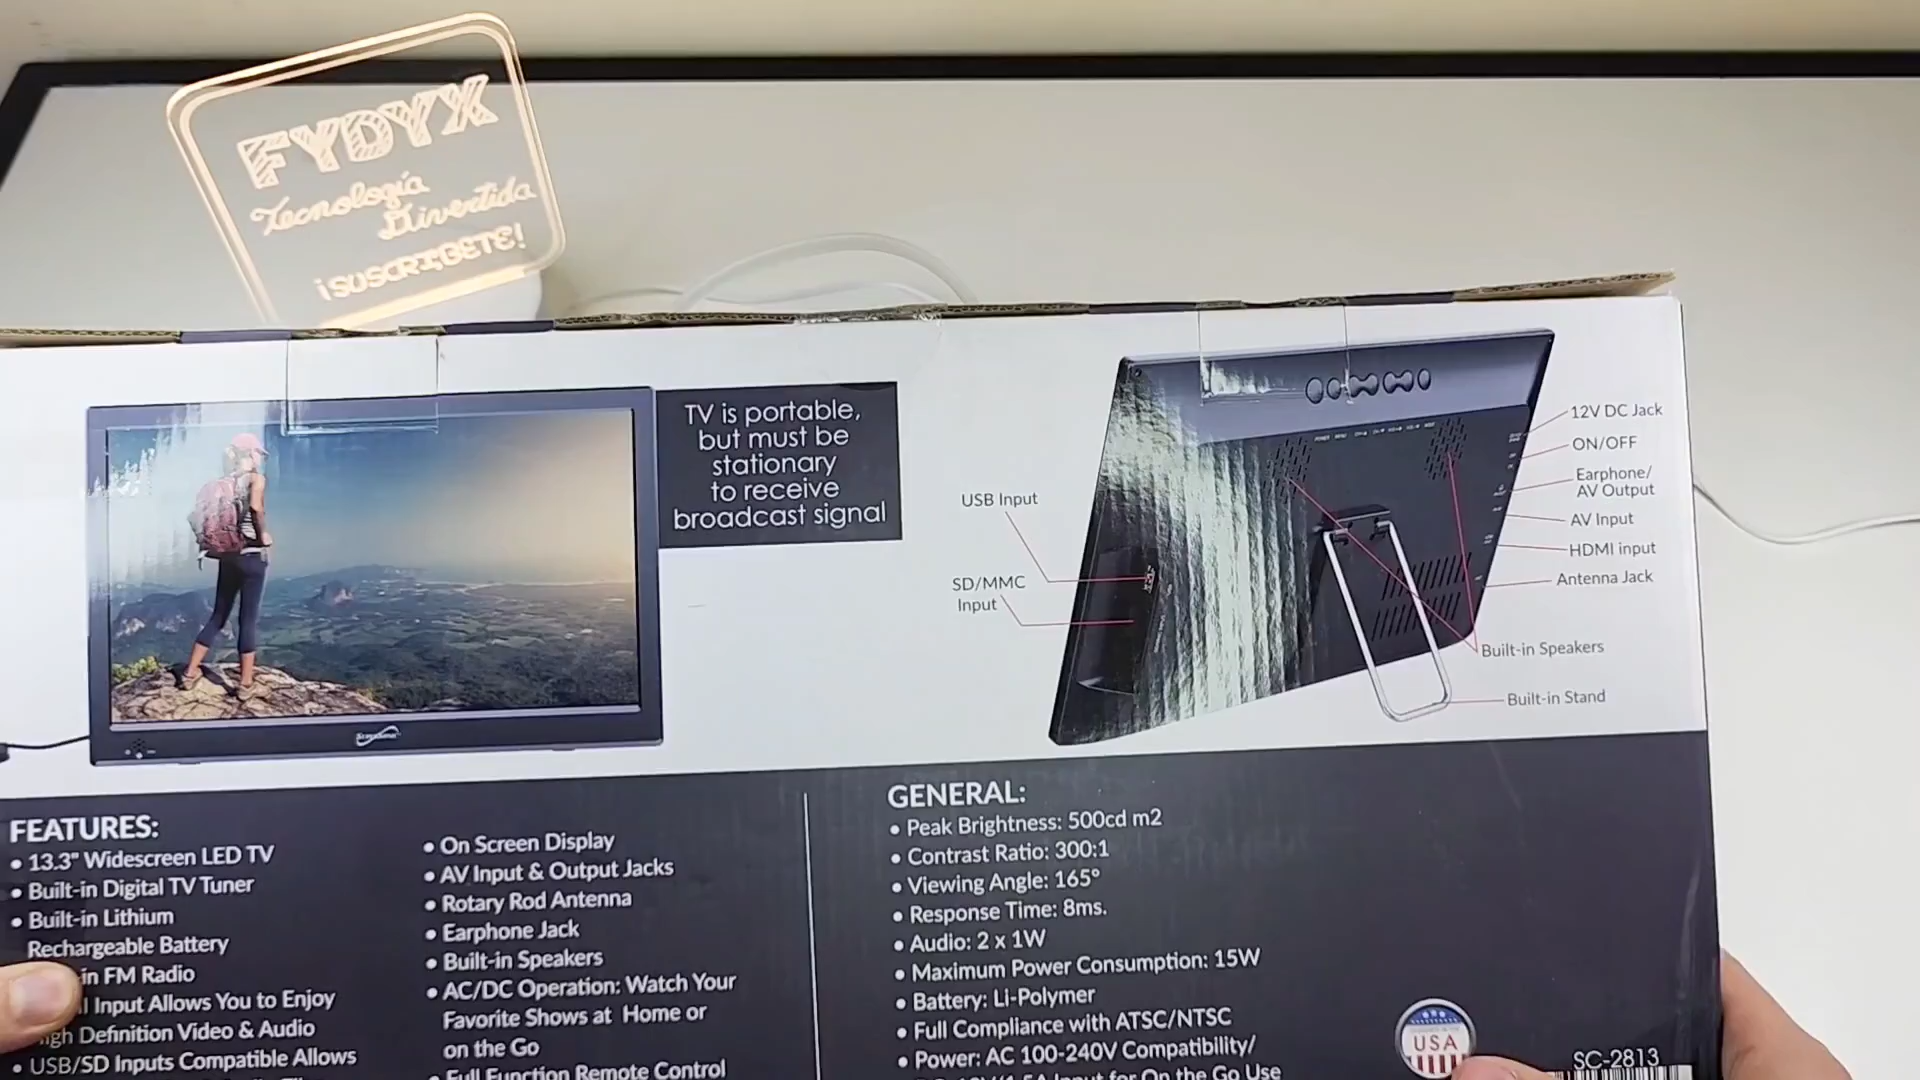 FYDYX
Tecnología
Divertida
¡SUSCRIBETE!
TV is portable,
but must be
stationary
to receive
broadcast signal
USB Input
SD/MMC
Input
12V DC Jack
ON/OFF
Earphone/
AV Output
AV Input
HDMI input
Antenna Jack
Built-in Speakers
Built-in Stand
FEATURES:
• 13.3" Widescreen LED TV
• Built-in Digital TV Tuner
• Built-in Lithium
Rechargeable Battery
in FM Radio
Input Allows You to Enjoy
Definition Video & Audio
• USB/SD Inputs Compatible Allows
• On Screen Display
• AV Input & Output Jacks
• Rotary Rod Antenna
• Earphone Jack
• Built-in Speakers
• AC/DC Operation: Watch Your
Favorite Shows at Home or
on the Go
• Full Function Remote Control
GENERAL:
• Peak Brightness: 500cd m2
• Contrast Ratio: 300:1
• Viewing Angle: 165°
• Response Time: 8ms.
• Audio: 2 x 1W
• Maximum Power Consumption: 15W
• Battery: Li-Polymer
• Full Compliance with ATSC/NTSC
• Power: AC 100-240V Compatibility/
Input for On the Go Use
USA
SC-2813